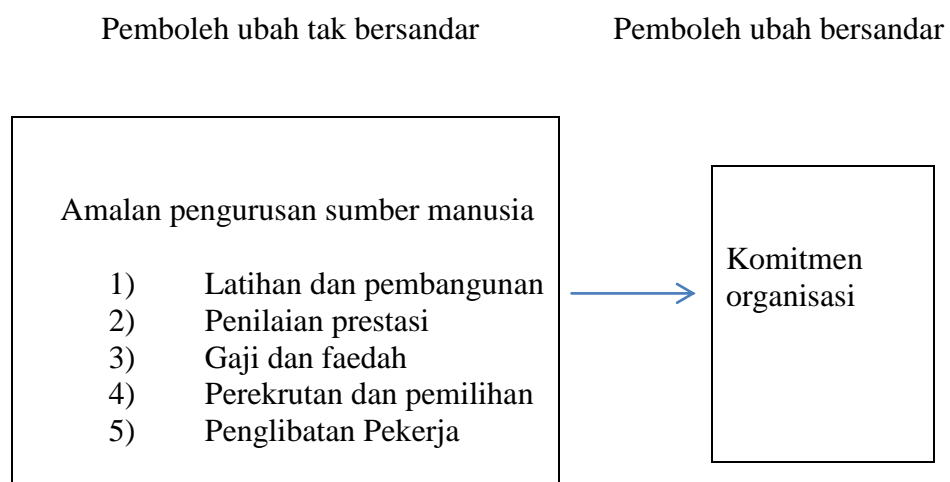 Pemboleh ubah tak bersandar
Pemboleh ubah bersandar
Amalan pengurusan sumber manusia
1) Latihan dan pembangunan
2) Penilaian prestasi
3) Gaji dan faedah
4) Perekrutan dan pemilihan
5) Penglibatan Pekerja
Komitmen
organisasi